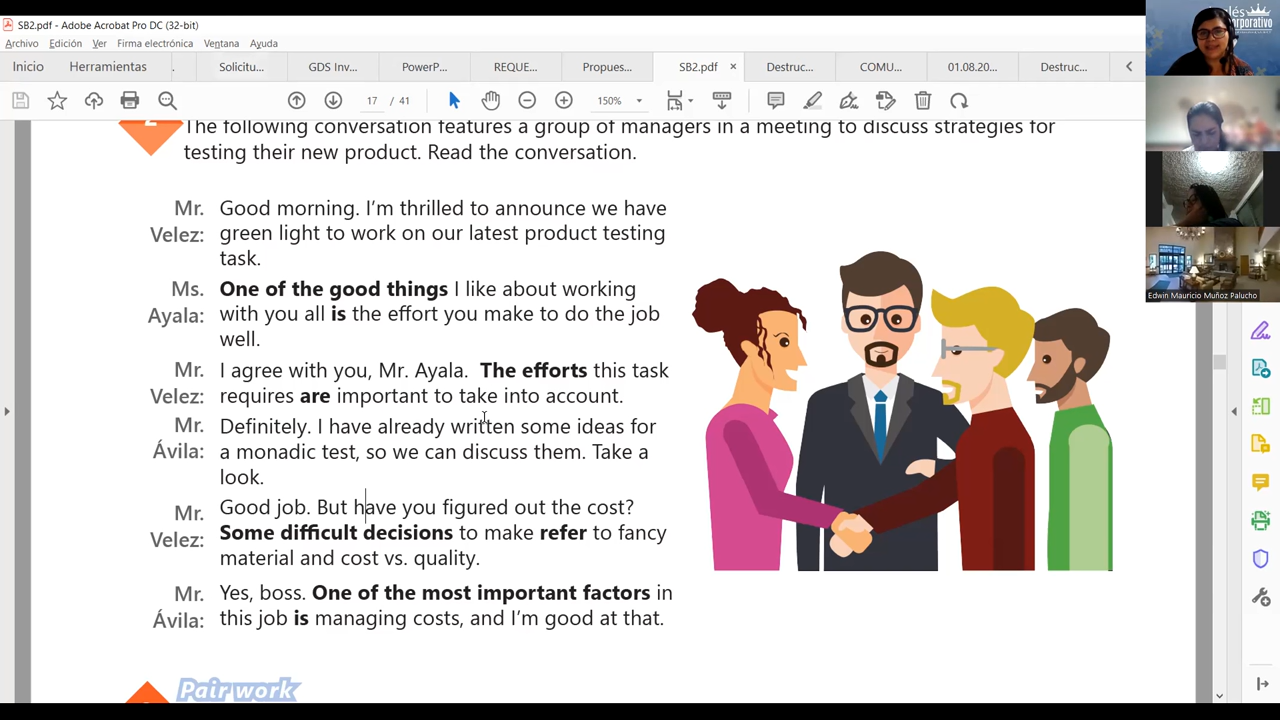 SB2.pdf - Adobe Acrobat Pro DC (32-bit)
Archivo Edición Ver Firma electrónica Ventana Ayuda
Inicio Herramientas . Solicitu... GDS Inv... PowerP... REQUE... Propues... SB2.pdf × Destruc... COMU... 01.08.20... Destruc...
17 / 41 150%
2
The following conversation features a group of managers in a meeting to discuss strategies for
testing their new product. Read the conversation.
Mr. Velez: Good morning. I'm thrilled to announce we have
green light to work on our latest product testing
task.
Ms. Ayala: One of the good things I like about working
with you all is the effort you make to do the job
well.
Mr. Velez: I agree with you, Mr. Ayala. The efforts this task
requires are important to take into account.
Mr. Ávila: Definitely. I have already written some ideas for
a monadic test, so we can discuss them. Take a
look.
Mr. Velez: Good job. But have you figured out the cost?
Some difficult decisions to make refer to fancy
material and cost vs. quality.
Mr. Ávila: Yes, boss. One of the most important factors in
this job is managing costs, and I'm good at that.
Pair work
Edwin Mauricio Muñoz Palucho